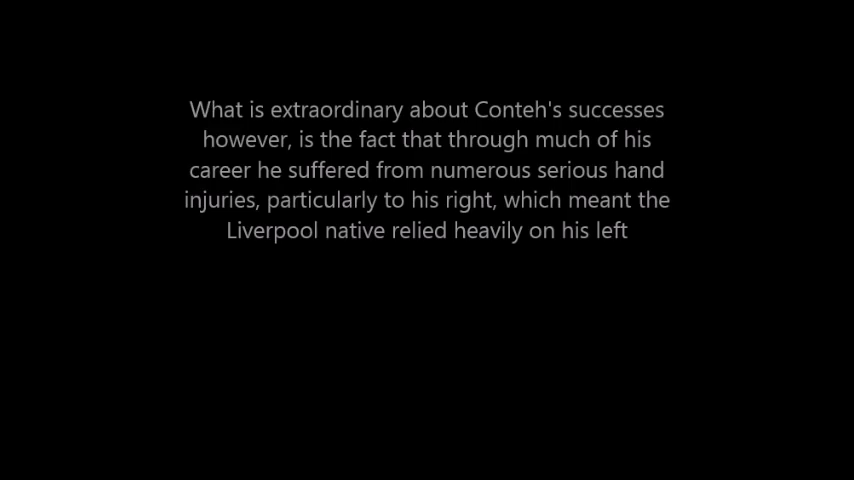 What is extraordinary about Conteh's successes
however, is the fact that through much of his
career he suffered from numerous serious hand
injuries, particularly to his right, which meant the
Liverpool native relied heavily on his left